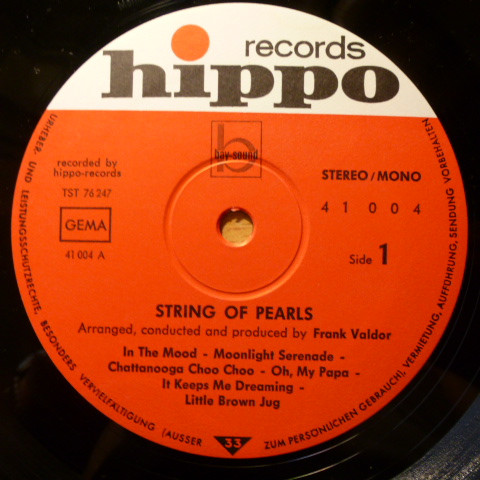 records
hippo
b
bay-sound
recorded by
hippo-records
TST 76 247
GEMA
41 004 A
STEREO/MONO
41 004
Side 1
STRING OF PEARLS
Arranged, conducted and produced by Frank Valdor
In The Mood - Moonlight Serenade -
Chattanooga Choo Choo - Oh, My Papa -
It Keeps Me Dreaming -
Little Brown Jug
URHEBER- UND LEISTUNGSSCHUTZRECHTE, BESONDERS VERVIELFÄLTIGUNG (AUSSER ZUM PERSÖNLICHEN GEBRAUCH), VERMIETUNG, AUFFÜHRUNG, SENDUNG VORBEHALTEN
33